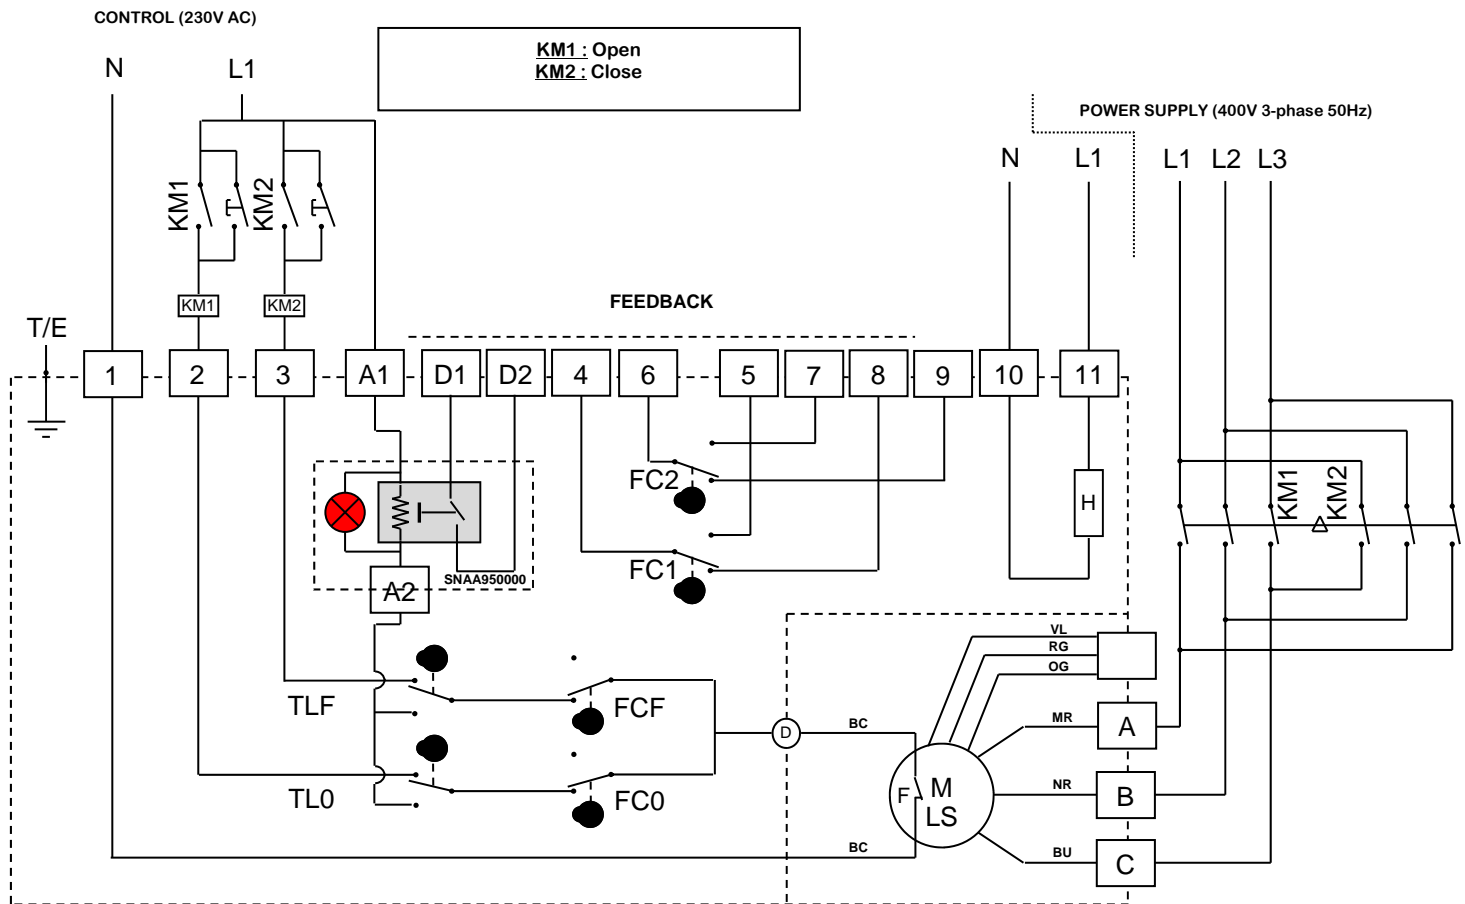 CONTROL (230V AC)
KM1 : Open
KM2 : Close
N
L1
POWER SUPPLY (400V 3-phase 50Hz)
N
L1
L1
L2
L3
KM1
KM2
KM1
KM2
FEEDBACK
T/E
1
2
3
A1
D1
D2
4
6
5
7
8
9
10
11
FC2
H
KM1
KM2
FC1
SNAA950000
A2
VL
RG
OG
TLF
FCF
D
BC
MR
A
TL0
FC0
F
M
LS
NR
B
BC
BU
C